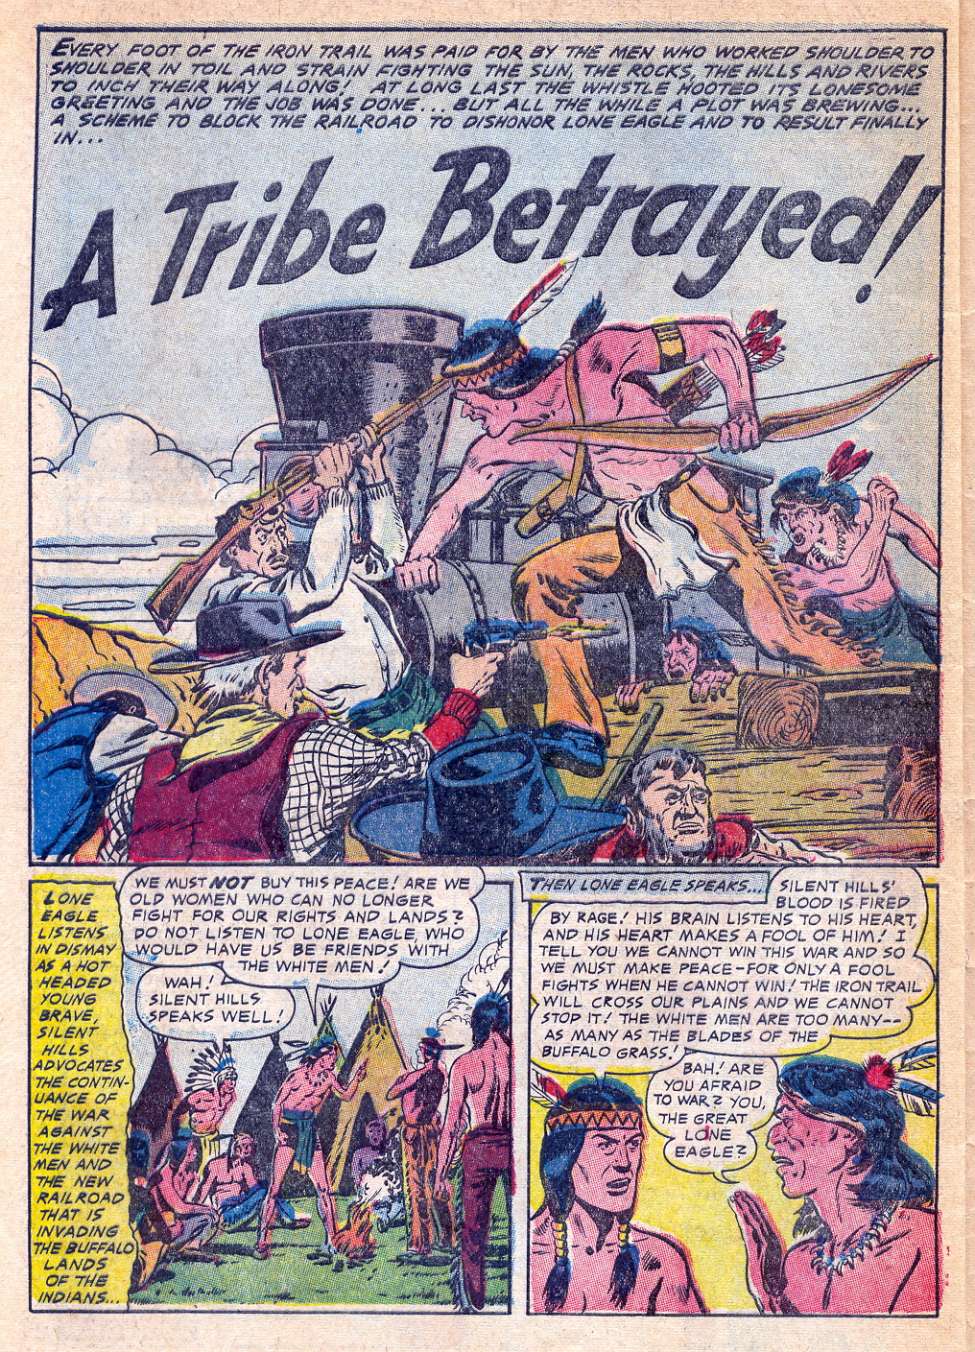 EVERY FOOT OF THE IRON TRAIL WAS PAID FOR BY THE MEN WHO WORKED SHOULDER TO
SHOULDER IN TOIL AND STRAIN FIGHTING THE SUN, THE ROCKS, THE HILLS AND RIVERS
TO INCH THEIR WAY ALONG! AT LONG LAST THE WHISTLE HOOTED ITS LONESOME
GREETING AND THE JOB WAS DONE... BUT ALL THE WHILE A PLOT WAS BREWING...
A SCHEME TO BLOCK THE RAILROAD TO DISHONOR LONE EAGLE AND TO RESULT FINALLY
IN...
A Tribe Betrayed!
LONE
EAGLE
LISTENS
IN DISMAY
AS A HOT
HEADED
YOUNG
BRAVE,
SILENT
HILLS
ADVOCATES
THE CONTIN-
UANCE OF
THE WAR
AGAINST
THE WHITE
MEN AND
THE NEW
RAILROAD
THAT IS
INVADING
THE BUFFALO
LANDS
OF THE
INDIANS...
WE MUST NOT BUY THIS PEACE! ARE WE
OLD WOMEN WHO CAN NO LONGER
FIGHT FOR OUR RIGHTS AND LANDS?
DO NOT LISTEN TO LONE EAGLE, WHO
WOULD HAVE US BE FRIENDS WITH
THE WHITE MEN!
WAH!
SILENT HILLS
SPEAKS WELL!
THEN LONE EAGLE SPEAKS...
SILENT HILLS'
BLOOD IS FIRED
BY RAGE! HIS BRAIN LISTENS TO HIS HEART,
AND HIS HEART MAKES A FOOL OF HIM! I
TELL YOU WE CANNOT WIN THIS WAR AND SO
WE MUST MAKE PEACE-FOR ONLY A FOOL
FIGHTS WHEN HE CANNOT WIN! THE IRON TRAIL
WILL CROSS OUR PLAINS AND WE CANNOT
STOP IT! THE WHITE MEN ARE TOO MANY--
AS MANY AS THE BLADES OF THE
BUFFALO GRASS!
BAH! ARE
YOU AFRAID
TO WAR? YOU,
THE GREAT
LONE
EAGLE?